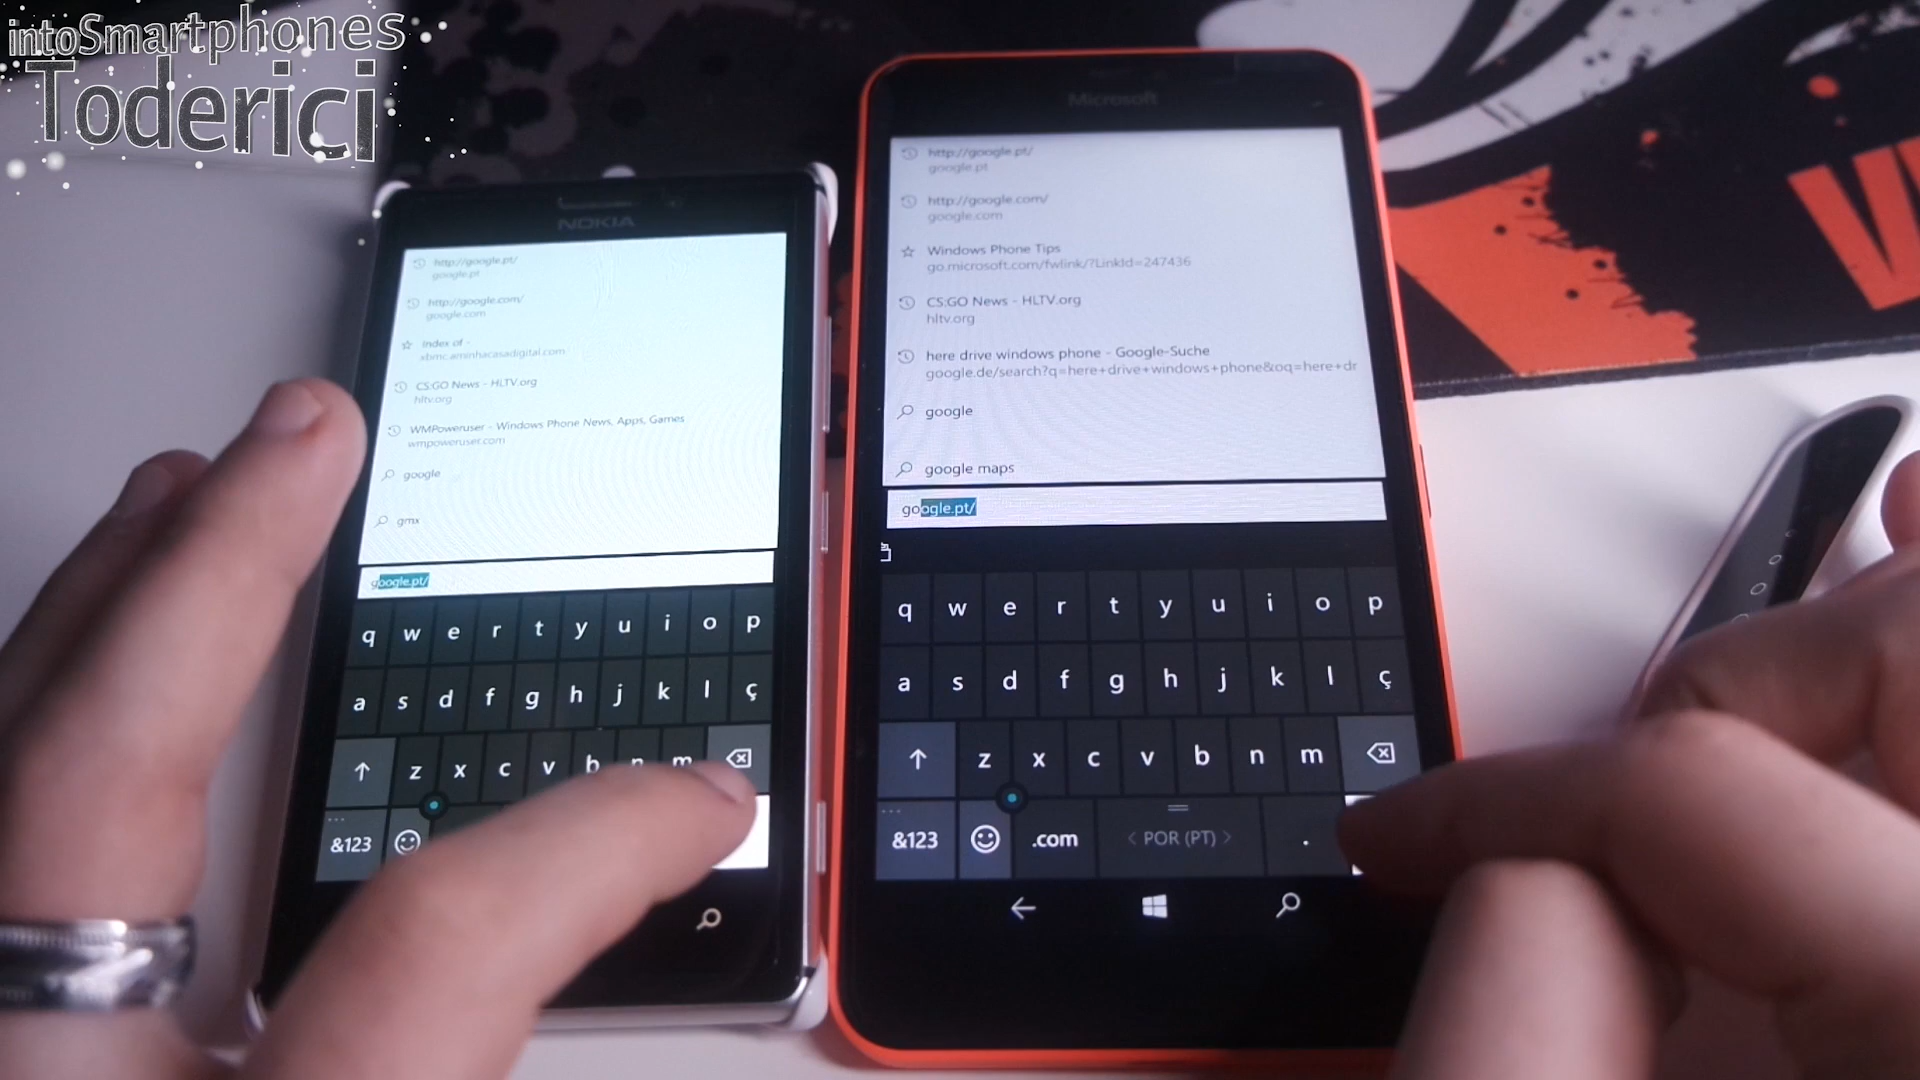 intoSmartphones
Toderici
NOKIA
http://google.pt/
google.pt
http://google.com/
google.com
Index of -
xbmc.aminhacasadigital.com
CS:GO News - HLTV.org
hltv.org
WMPoweruser - Windows Phone News, Apps, Games
wmpoweruser.com
google
gmx
google.pt/
q w e r t y u i o p
a s d f g h j k l ç
z x c v b n m
&123
Microsoft
http://google.pt/
google.pt
http://google.com/
google.com
Windows Phone Tips
go.microsoft.com/fwlink/?LinkId=247436
CS:GO News - HLTV.org
hltv.org
here drive windows phone - Google-Suche
google.de/search?q=here+drive+windows+phone&oq=here+dr
google
google maps
google.pt/
q w e r t y u i o p
a s d f g h j k l ç
z x c v b n m
&123 .com < POR (PT) > .